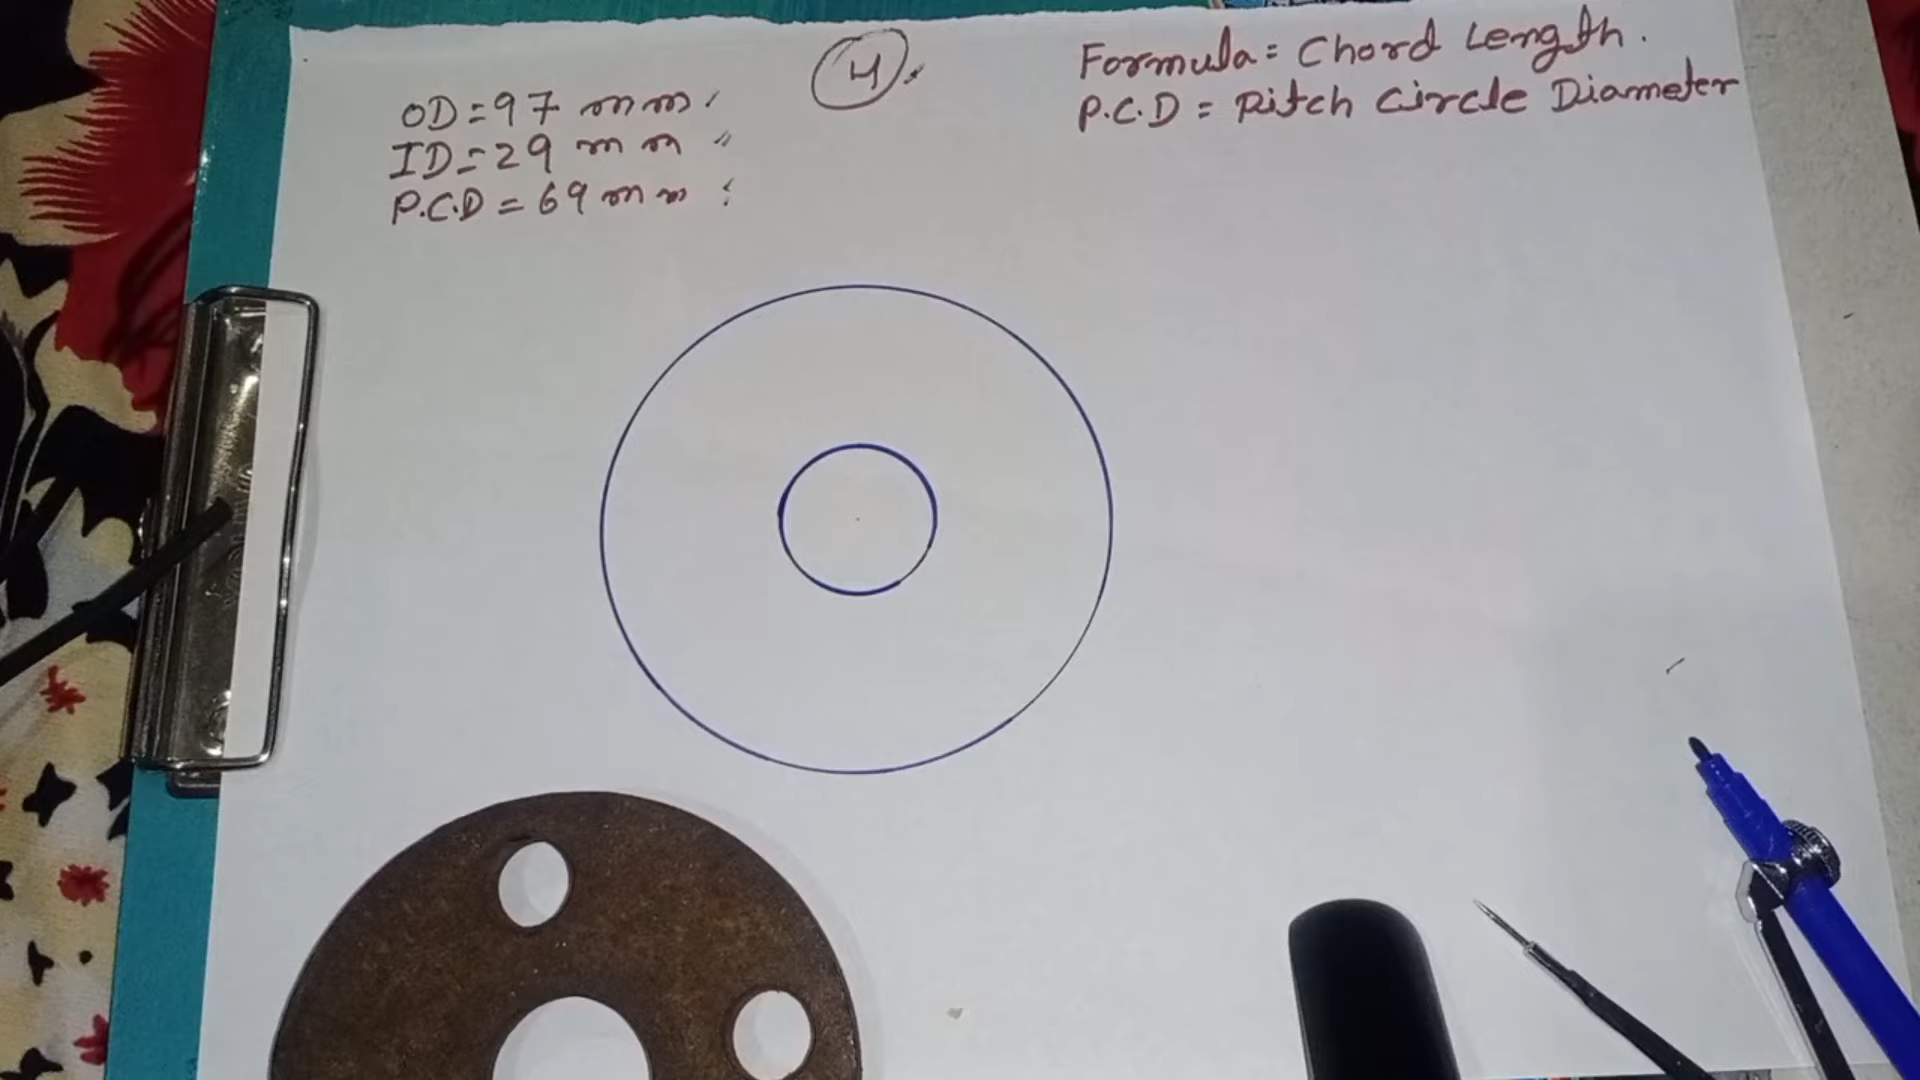 4
Formula = Chord Length.
P.C.D = Pitch Circle Diameter
OD = 97 mm
ID = 29 mm
P.C.D = 69 mm